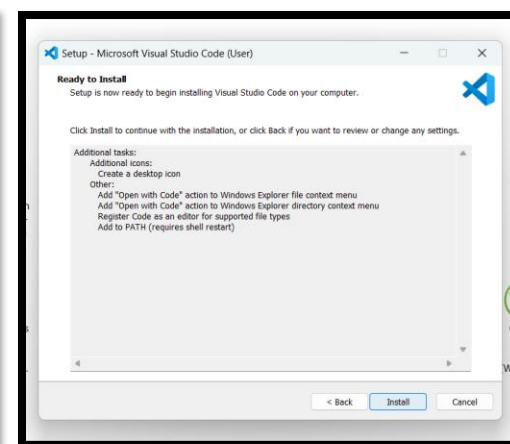 Setup - Microsoft Visual Studio Code (User)
Ready to Install
Setup is now ready to begin installing Visual Studio Code on your computer.
Click Install to continue with the installation, or click Back if you want to review or change any settings.
Additional tasks:
Additional icons:
Create a desktop icon
Other:
Add "Open with Code" action to Windows Explorer file context menu
Add "Open with Code" action to Windows Explorer directory context menu
Register Code as an editor for supported file types
Add to PATH (requires shell restart)
< Back
Install
Cancel